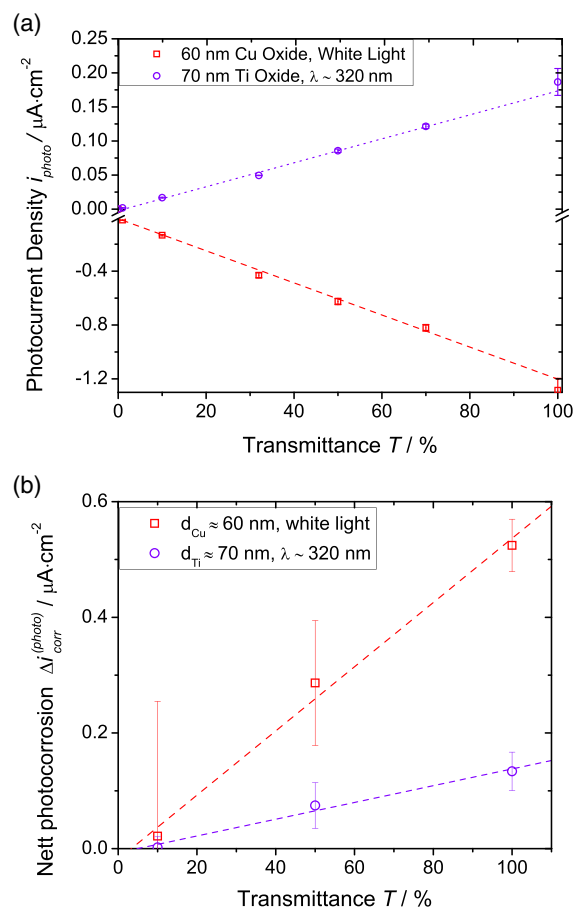 (a)
60 nm Cu Oxide, White Light
70 nm Ti Oxide, λ ~ 320 nm
Photocurrent Density i_photo / µA·cm⁻²
0.25
0.20
0.15
0.10
0.05
0.00
-0.4
-0.8
-1.2
0 20 40 60 80 100
Transmittance T / %
(b)
d_Cu ≈ 60 nm, white light
d_Ti ≈ 70 nm, λ ~ 320 nm
Nett photocorrosion Δi_corr^(photo) / µA·cm⁻²
0.6
0.4
0.2
0.0
0 20 40 60 80 100
Transmittance T / %